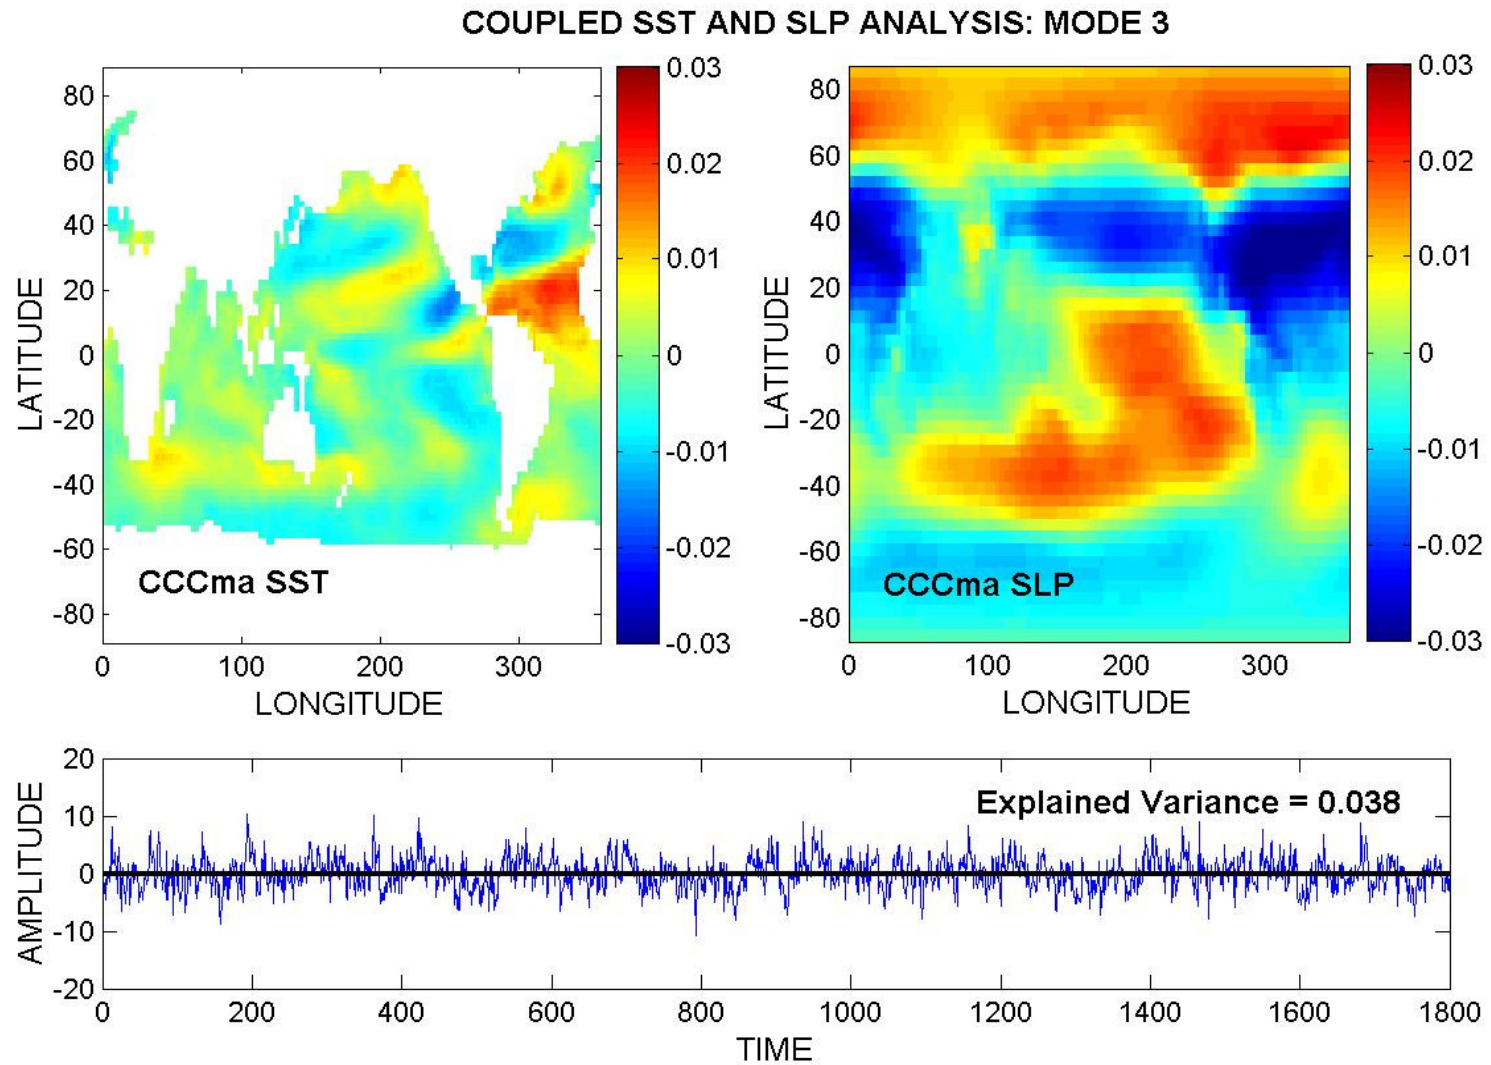 COUPLED SST AND SLP ANALYSIS: MODE 3
80
60
40
20
0
-20
-40
-60
-80
LATITUDE
CCCma SST
0 100 200 300
LONGITUDE
0.03
0.02
0.01
0
-0.01
-0.02
-0.03
80
60
40
20
0
-20
-40
-60
-80
LATITUDE
CCCma SLP
0 100 200 300
LONGITUDE
0.03
0.02
0.01
0
-0.01
-0.02
-0.03
20
10
0
-10
-20
AMPLITUDE
Explained Variance = 0.038
0 200 400 600 800 1000 1200 1400 1600 1800
TIME